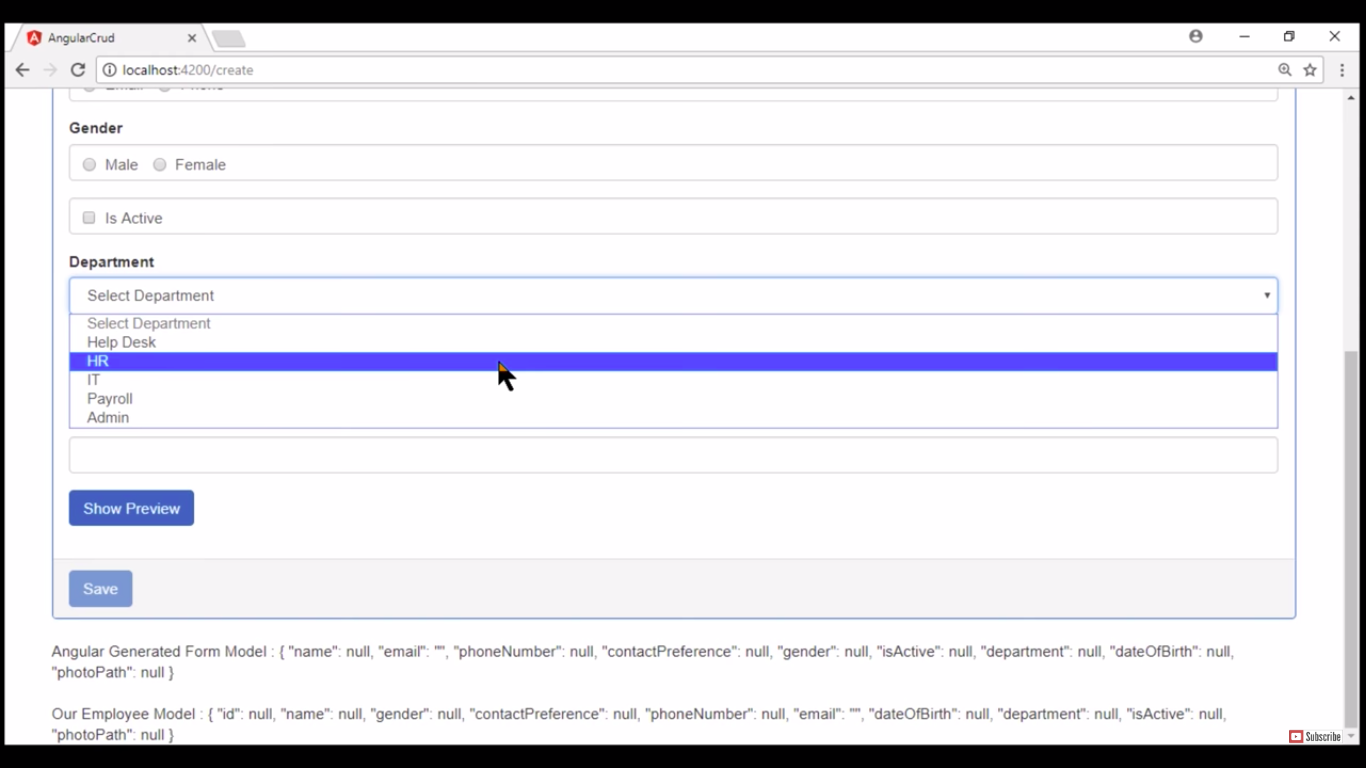 AngularCrud
localhost:4200/create
Email Phone
Gender
Male Female
Is Active
Department
Select Department
Select Department
Help Desk
HR
IT
Payroll
Admin
Show Preview
Save
Angular Generated Form Model : { "name": null, "email": "", "phoneNumber": null, "contactPreference": null, "gender": null, "isActive": null, "department": null, "dateOfBirth": null,
"photoPath": null }
Our Employee Model : { "id": null, "name": null, "gender": null, "contactPreference": null, "phoneNumber": null, "email": "", "dateOfBirth": null, "department": null, "isActive": null,
"photoPath": null }
Subscribe